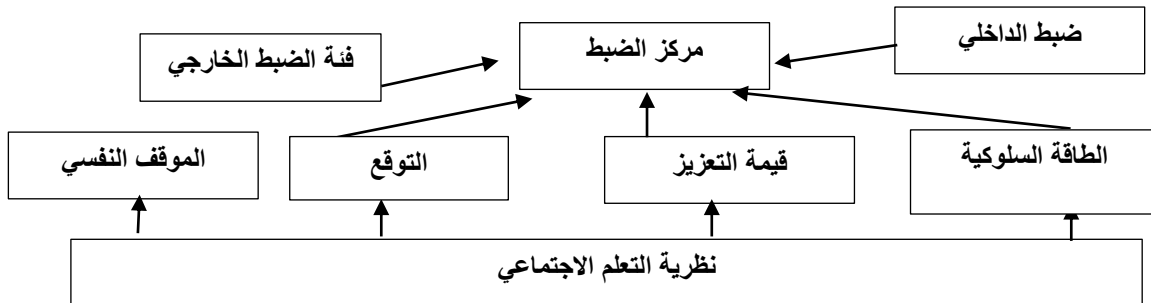 ضبط الداخلي
مركز الضبط
فئة الضبط الخارجي
الطاقة السلوكية
قيمة التعزيز
التوقع
الموقف النفسي
نظرية التعلم الاجتماعي